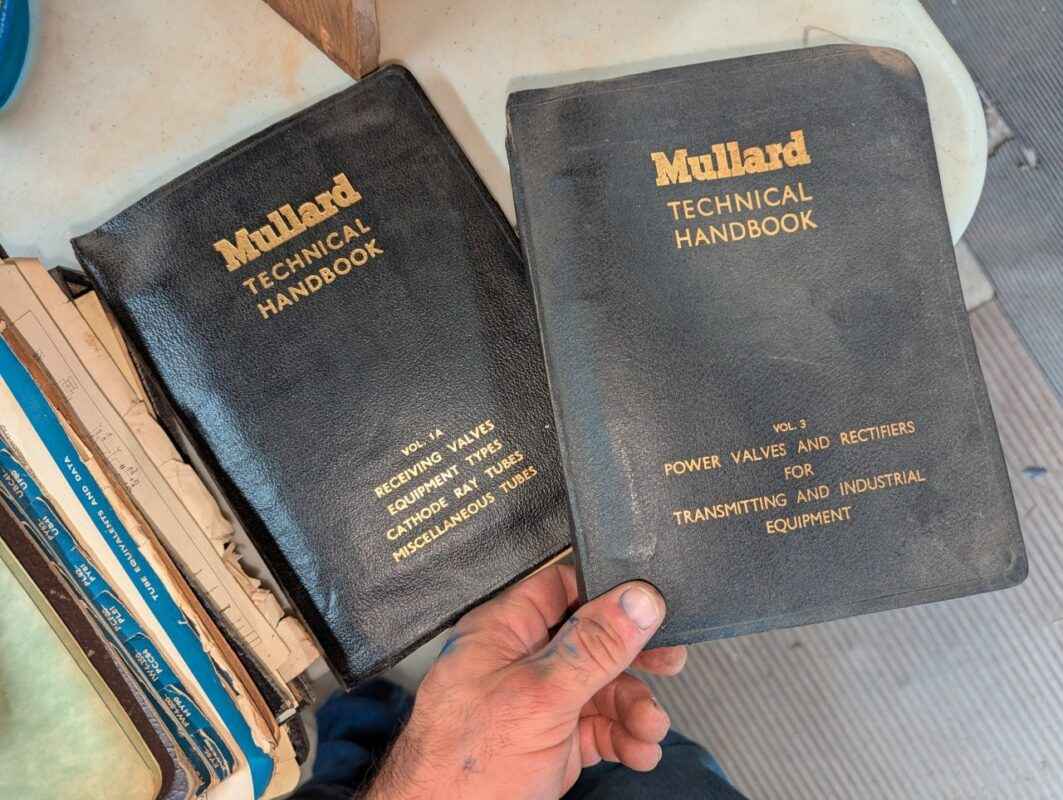 Mullard
TECHNICAL
HANDBOOK
VOL. 1A
RECEIVING VALVES
EQUIPMENT TYPES
CATHODE RAY TUBES
MISCELLANEOUS TUBES
Mullard
TECHNICAL
HANDBOOK
VOL. 3
POWER VALVES AND RECTIFIERS
FOR
TRANSMITTING AND INDUSTRIAL
EQUIPMENT
TUBE EQUIVALENTS AND DATA